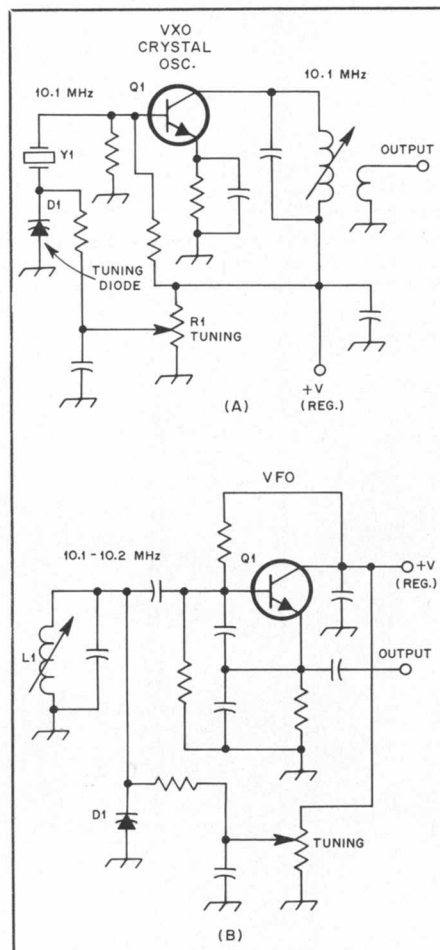 VXO
CRYSTAL
OSC.
Q1
10.1 MHz
10.1 MHz
OUTPUT
Y1
D1
TUNING
DIODE
R1
TUNING
+V
(REG.)
(A)
VFO
10.1-10.2 MHz
Q1
+V
(REG.)
OUTPUT
L1
D1
TUNING
(B)